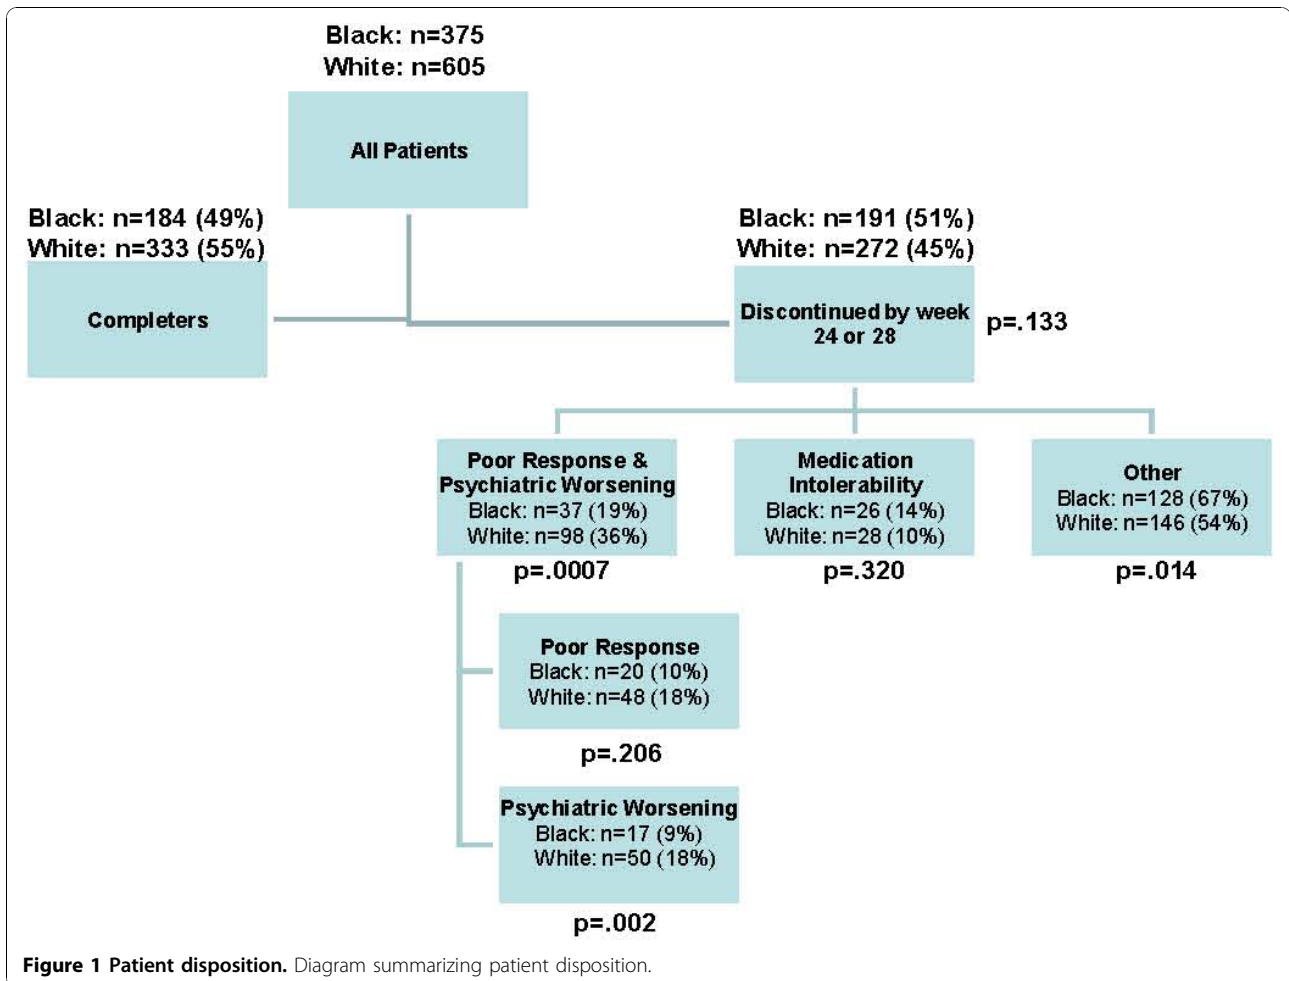 Black: n=375
White: n=605
All Patients
Black: n=184 (49%)
White: n=333 (55%)
Completers
Black: n=191 (51%)
White: n=272 (45%)
Discontinued by week
24 or 28
p=.133
Poor Response &
Psychiatric Worsening
Black: n=37 (19%)
White: n=98 (36%)
p=.0007
Medication
Intolerability
Black: n=26 (14%)
White: n=28 (10%)
p=.320
Other
Black: n=128 (67%)
White: n=146 (54%)
p=.014
Poor Response
Black: n=20 (10%)
White: n=48 (18%)
p=.206
Psychiatric Worsening
Black: n=17 (9%)
White: n=50 (18%)
p=.002
Figure 1 Patient disposition. Diagram summarizing patient disposition.